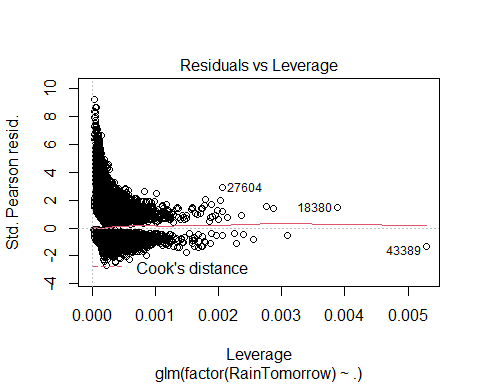 Residuals vs Leverage
Std. Pearson resid.
10
8
6
4
2
0
−2
−4
27604
18380
43389
Cook's distance
0.000 0.001 0.002 0.003 0.004 0.005
Leverage
glm(factor(RainTomorrow) ~ .)